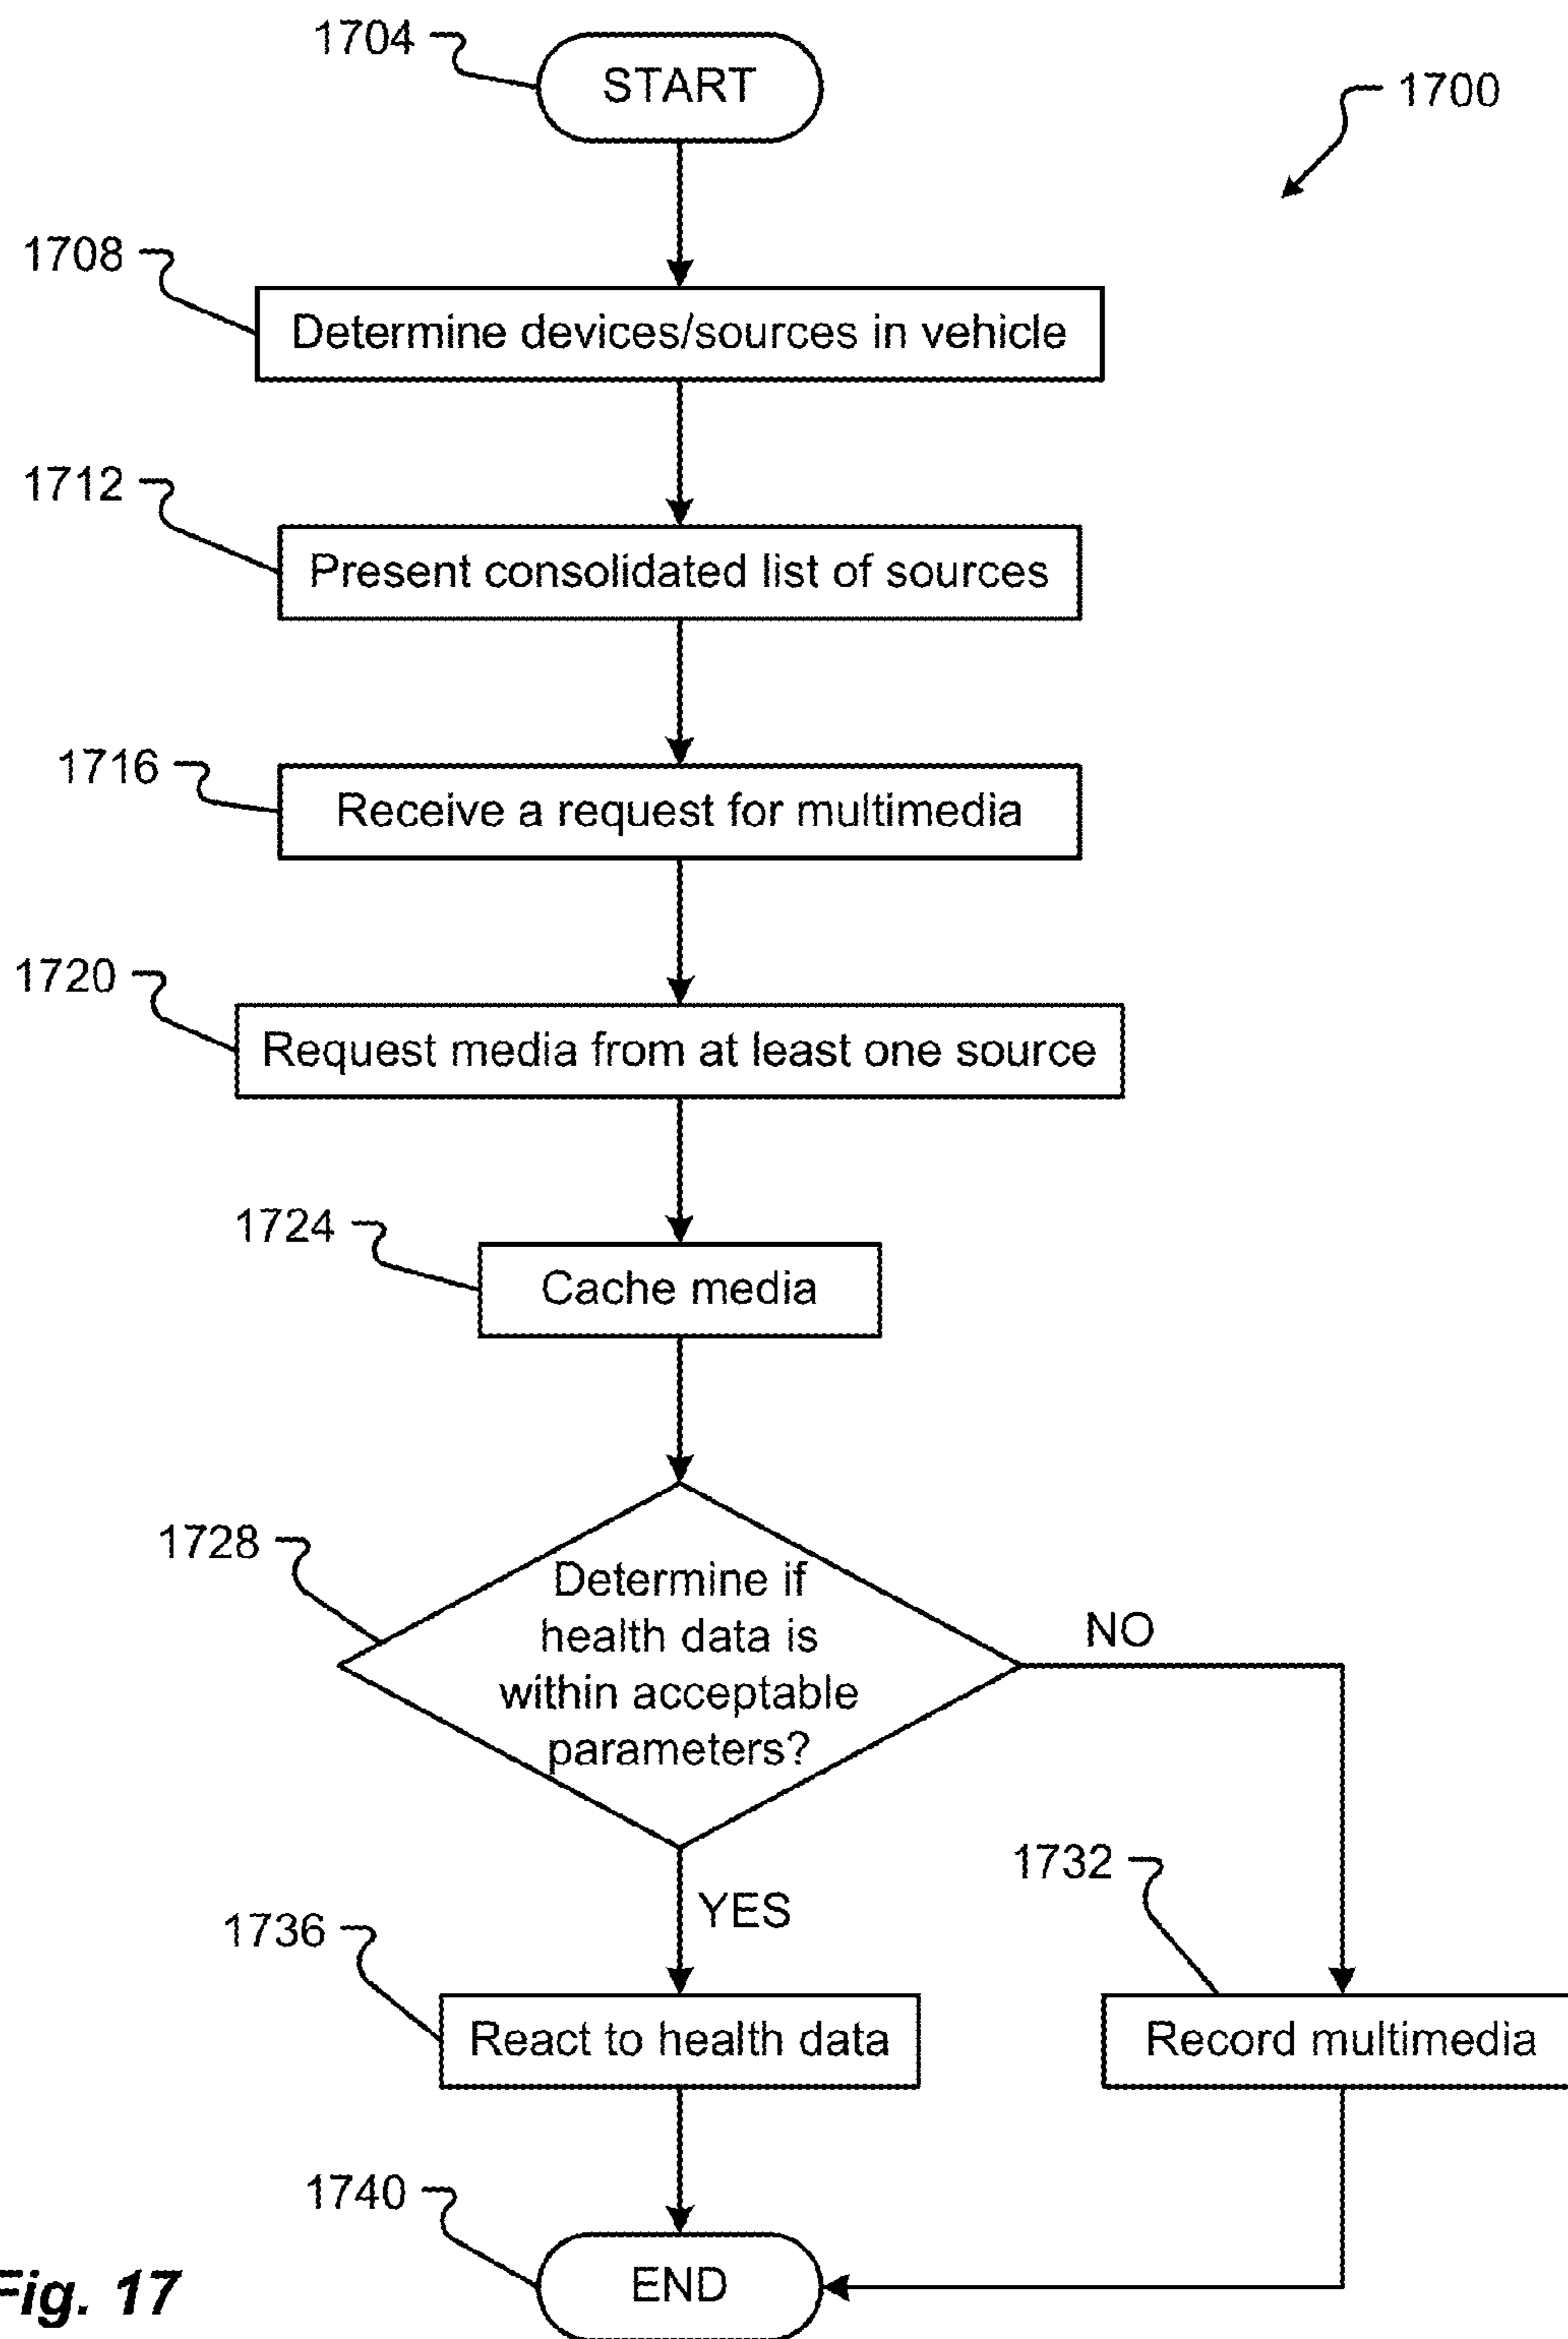 1704
START
1700
1708
Determine devices/sources in vehicle
1712
Present consolidated list of sources
1716
Receive a request for multimedia
1720
Request media from at least one source
1724
Cache media
1728
Determine if
health data is
within acceptable
parameters?
NO
YES
1732
1736
React to health data
Record multimedia
1740
END
Fig. 17